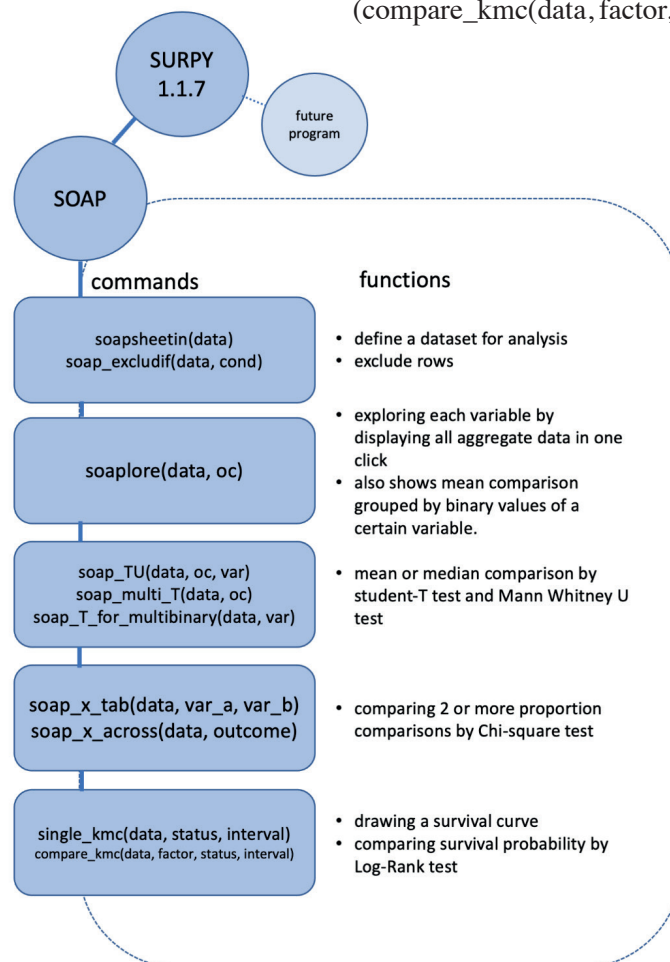 (compare_kmc(data, factor,
SURPY
1.1.7
future
program
SOAP
commands
functions
soapsheetin(data)
soap_excludif(data, cond)
• define a dataset for analysis
• exclude rows
soaplore(data, oc)
• exploring each variable by
displaying all aggregate data in one
click
• also shows mean comparison
grouped by binary values of a
certain variable.
soap_TU(data, oc, var)
soap_multi_T(data, oc)
soap_T_for_multibinary(data, var)
• mean or median comparison by
student-T test and Mann Whitney U
test
soap_x_tab(data, var_a, var_b)
soap_x_across(data, outcome)
• comparing 2 or more proportion
comparisons by Chi-square test
single_kmc(data, status, interval)
compare_kmc(data, factor, status, interval)
• drawing a survival curve
• comparing survival probability by
Log-Rank test